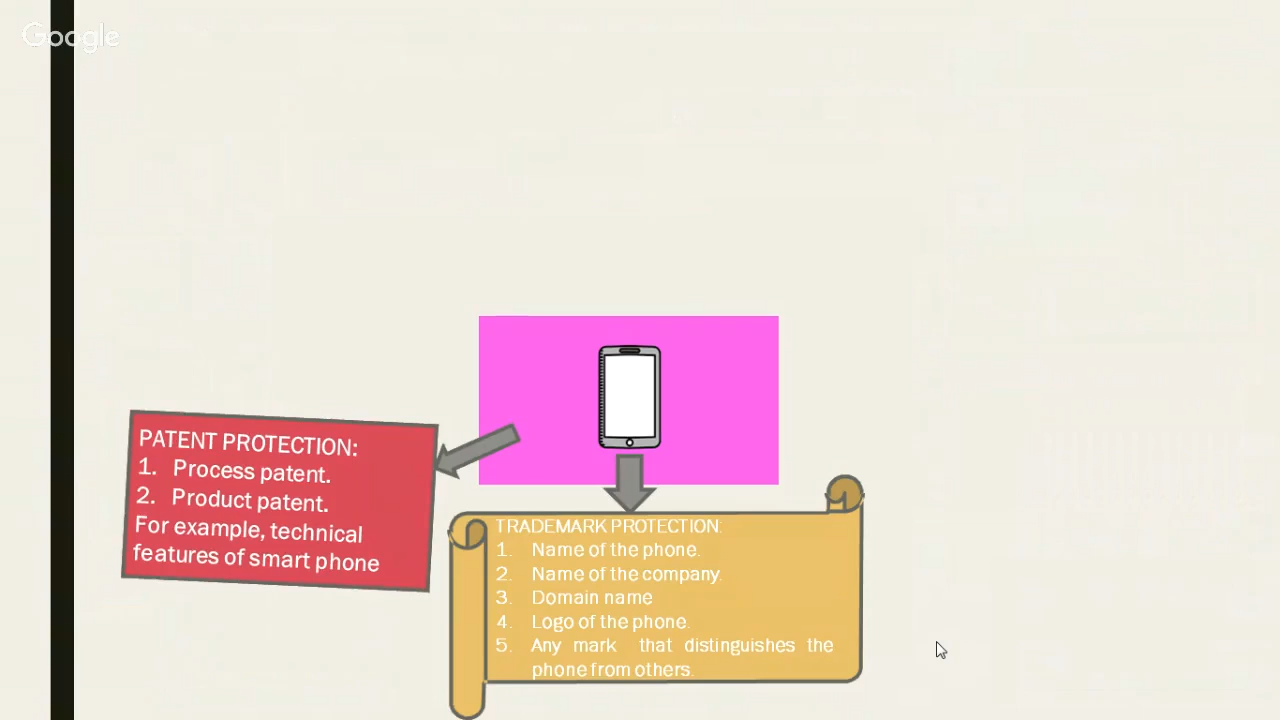 Google
PATENT PROTECTION:
1. Process patent.
2. Product patent.
For example, technical
features of smart phone
TRADEMARK PROTECTION:
1. Name of the phone.
2. Name of the company.
3. Domain name
4. Logo of the phone.
5. Any mark that distinguishes the
phone from others.